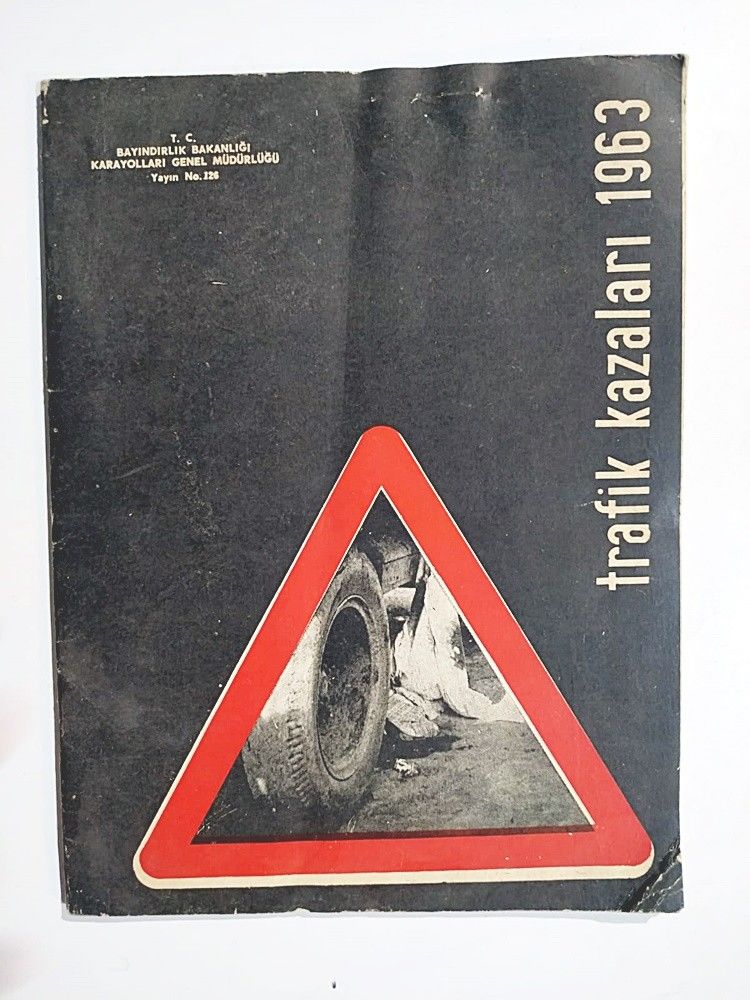 T. C.
BAYINDIRLIK BAKANLIĞI
KARAYOLLARI GENEL MÜDÜRLÜĞÜ
Yayın No. 126
trafik kazaları 1963